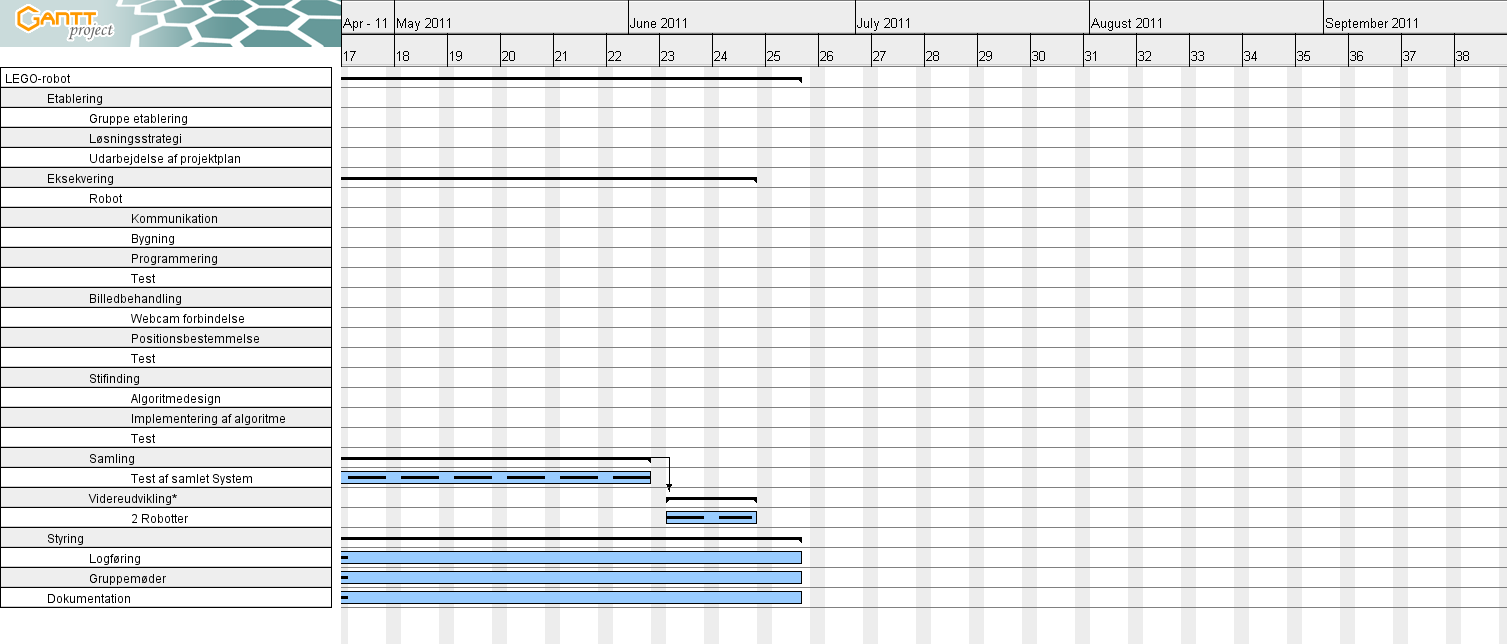 GANTT
project
Apr - 11 May 2011 June 2011 July 2011 August 2011 September 2011
17 18 19 20 21 22 23 24 25 26 27 28 29 30 31 32 33 34 35 36 37 38
LEGO-robot
Etablering
Gruppe etablering
Løsningsstrategi
Udarbejdelse af projektplan
Eksekvering
Robot
Kommunikation
Bygning
Programmering
Test
Billedbehandling
Webcam forbindelse
Positionsbestemmelse
Test
Stifinding
Algoritmedesign
Implementering af algoritme
Test
Samling
Test af samlet System
Videreudvikling*
2 Robotter
Styring
Logføring
Gruppemøder
Dokumentation